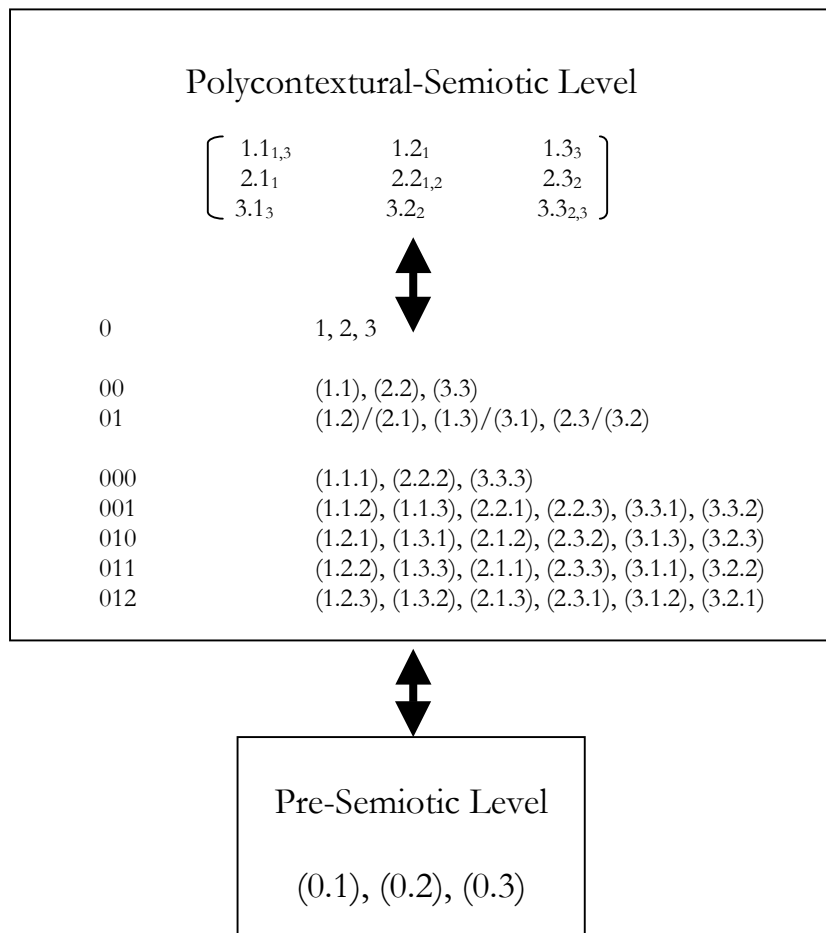 Polycontextural-Semiotic Level
1.1₁,₃ 1.2₁ 1.3₃
2.1₁ 2.2₁,₂ 2.3₂
3.1₃ 3.2₂ 3.3₂,₃
0 1, 2, 3
00 (1.1), (2.2), (3.3)
01 (1.2)/(2.1), (1.3)/(3.1), (2.3/(3.2)
000 (1.1.1), (2.2.2), (3.3.3)
001 (1.1.2), (1.1.3), (2.2.1), (2.2.3), (3.3.1), (3.3.2)
010 (1.2.1), (1.3.1), (2.1.2), (2.3.2), (3.1.3), (3.2.3)
011 (1.2.2), (1.3.3), (2.1.1), (2.3.3), (3.1.1), (3.2.2)
012 (1.2.3), (1.3.2), (2.1.3), (2.3.1), (3.1.2), (3.2.1)
Pre-Semiotic Level
(0.1), (0.2), (0.3)